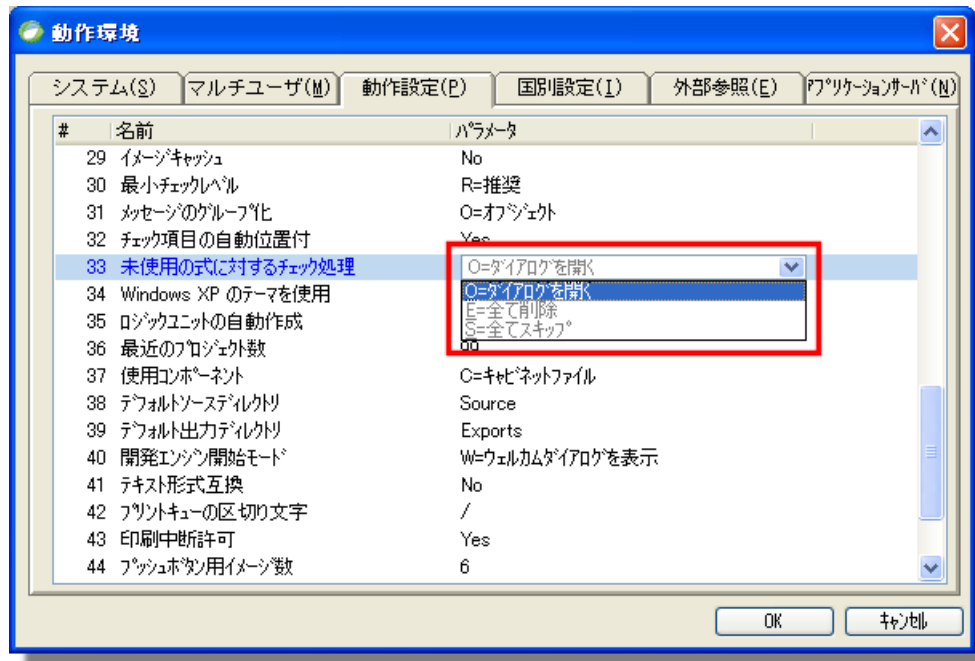 動作環境
システム(S) マルチユーザ(M) 動作設定(P) 国別設定(I) 外部参照(E) ｱﾌﾟﾘｹｰｼｮﾝｻｰﾊﾞ(N)
# 名前 ﾊﾟﾗﾒｰﾀ
29 ｲﾒｰｼﾞｷｬｯｼｭ No
30 最小ﾁｪｯｸﾚﾍﾞﾙ R=推奨
31 ﾒｯｾｰｼﾞのｸﾞﾙｰﾌﾟ化 O=ｵﾌﾞｼﾞｪｸﾄ
32 ﾁｪｯｸ項目の自動位置付 Yes
33 未使用の式に対するﾁｪｯｸ処理 O=ﾀﾞｲｱﾛｸﾞを開く
O=ﾀﾞｲｱﾛｸﾞを開く
34 Windows XP のﾃｰﾏを使用
E=全て削除
35 ﾛｼﾞｯｸﾕﾆｯﾄの自動作成
S=全てｽｷｯﾌﾟ
36 最近のﾌﾟﾛｼﾞｪｸﾄ数
37 使用ｺﾝﾎﾟｰﾈﾝﾄ C=ｷｬﾋﾞﾈｯﾄﾌｧｲﾙ
38 ﾃﾞﾌｫﾙﾄｿｰｽﾃﾞｨﾚｸﾄﾘ Source
39 ﾃﾞﾌｫﾙﾄ出力ﾃﾞｨﾚｸﾄﾘ Exports
40 開発ｴﾝｼﾞﾝ開始ﾓｰﾄﾞ W=ｳｪﾙｶﾑﾀﾞｲｱﾛｸﾞを表示
41 ﾃｷｽﾄ形式互換 No
42 ﾌﾟﾘﾝﾄｷｭｰの区切り文字 /
43 印刷中断許可 Yes
44 ﾌﾟｯｼｭﾎﾞﾀﾝ用ｲﾒｰｼﾞ数 6
OK ｷｬﾝｾﾙ